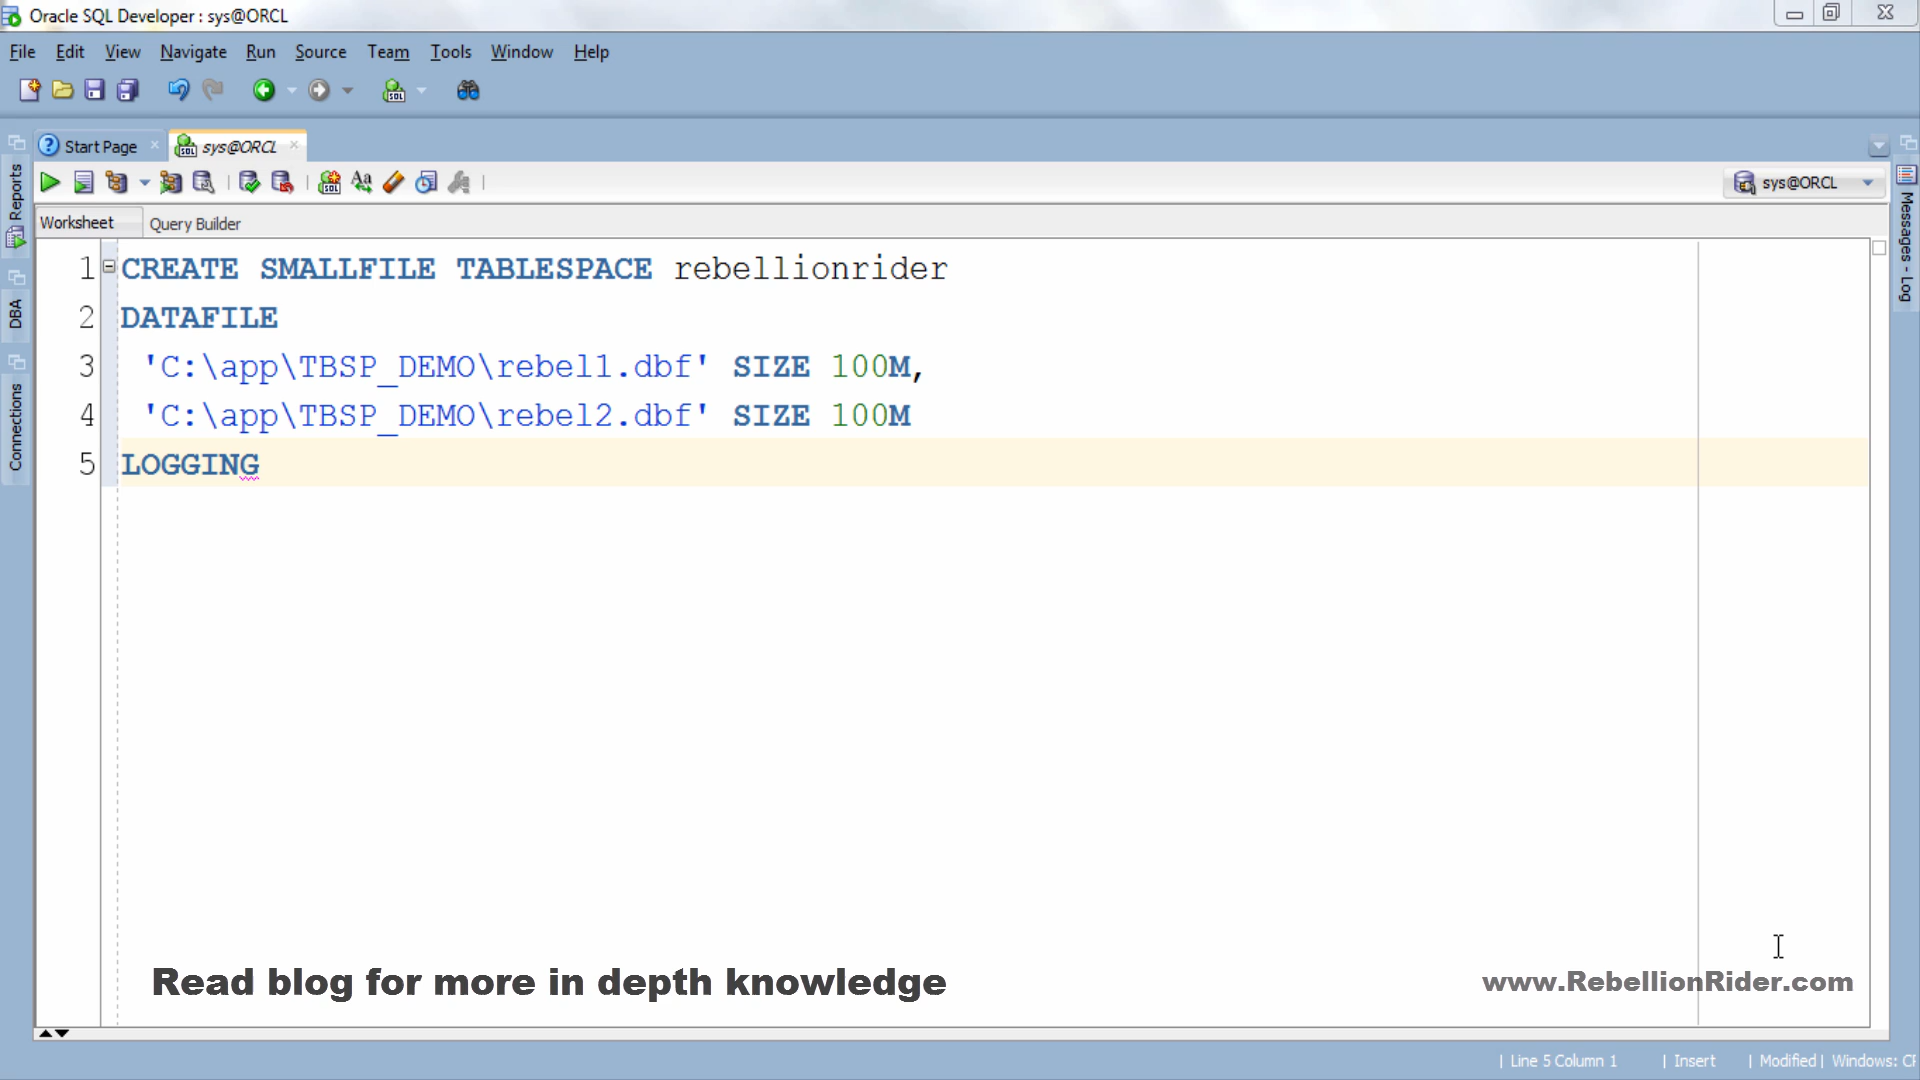 Oracle SQL Developer : sys@ORCL
File Edit View Navigate Run Source Team Tools Window Help
Start Page sys@ORCL
sys@ORCL
Worksheet Query Builder
Reports
DBA
Connections
Messages - Log
1 CREATE SMALLFILE TABLESPACE rebellionrider
2 DATAFILE
3 'C:\app\TBSP_DEMO\rebel1.dbf' SIZE 100M,
4 'C:\app\TBSP_DEMO\rebel2.dbf' SIZE 100M
5 LOGGING
Read blog for more in depth knowledge
www.RebellionRider.com
| Line 5 Column 1 | Insert | Modified | Windows: CF